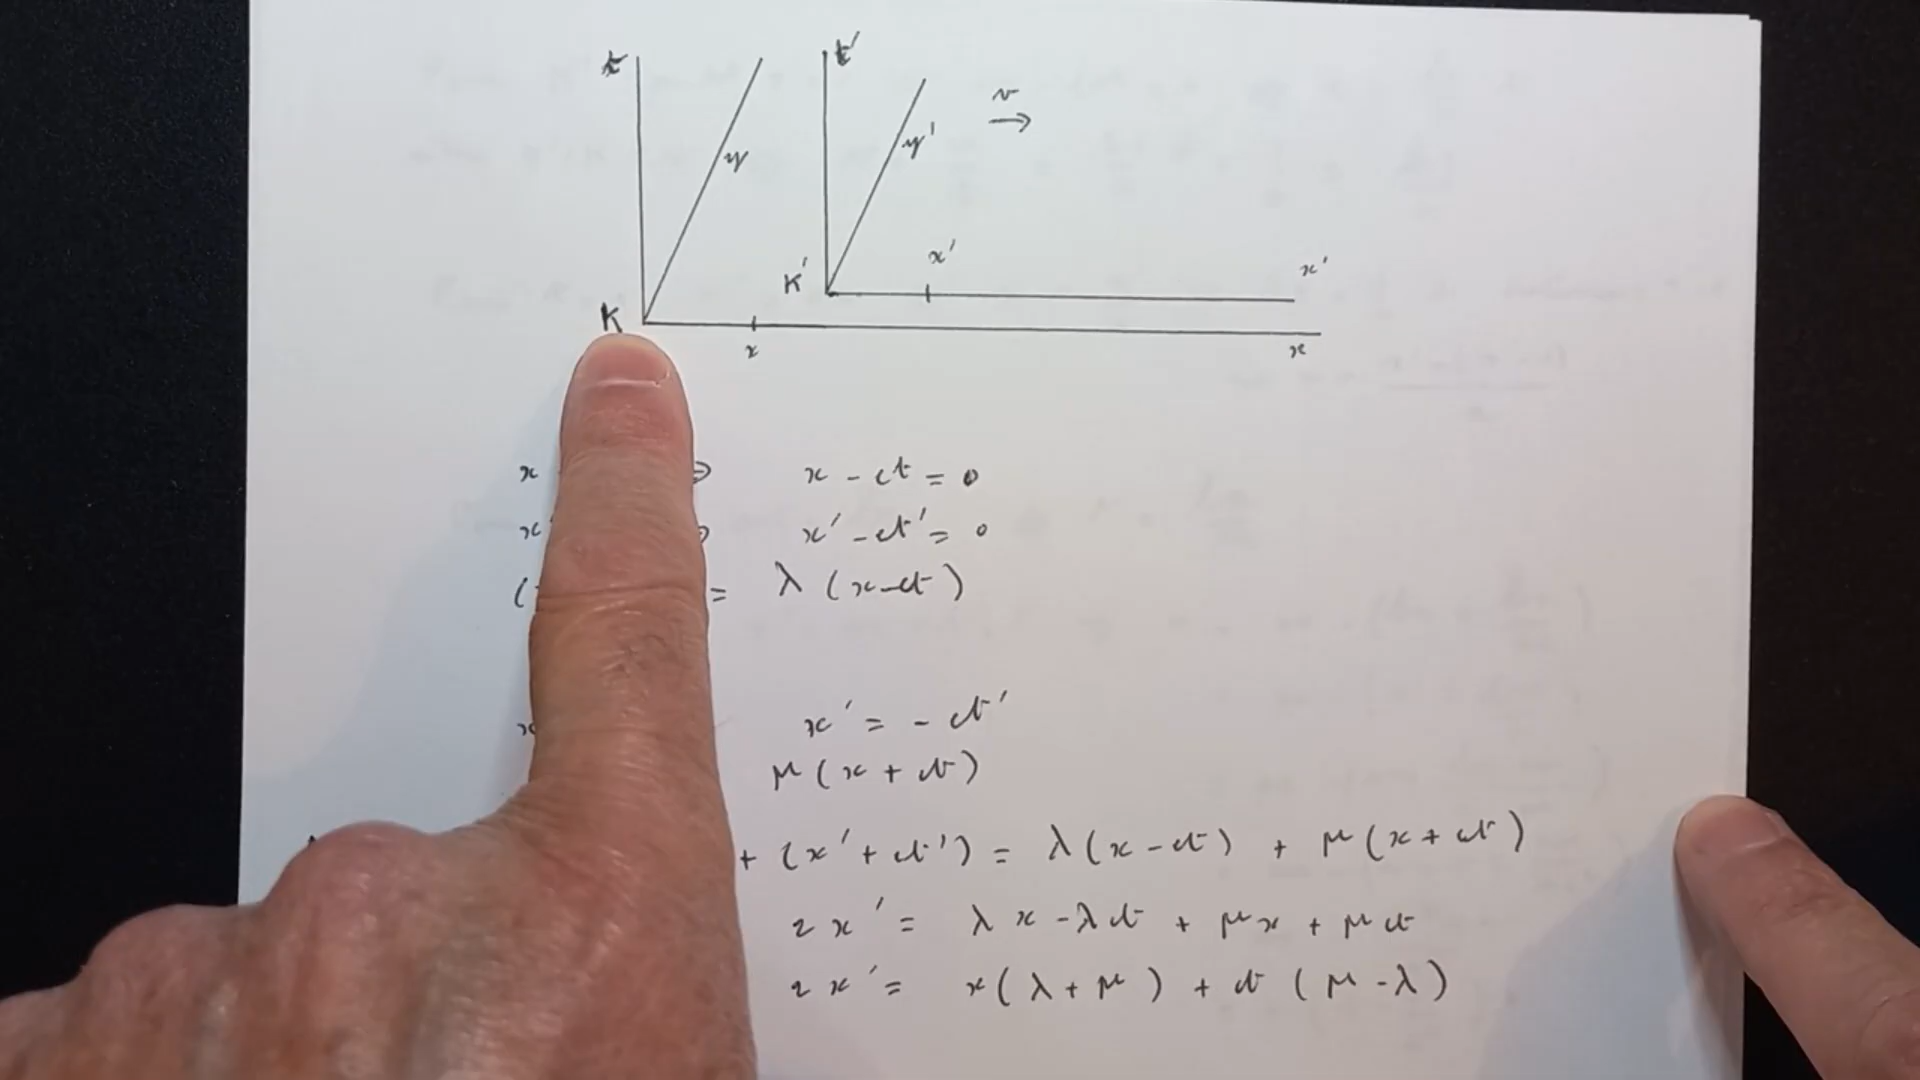 t t'
v
y y'
x'
K' x'
K
x x
x x - ct = 0
x' x' - ct' = 0
( = λ (x - ct)
x' = - ct'
μ (x + ct)
+ (x' + ct') = λ (x - ct) + μ (x + ct)
2x' = λx - λct + μx + μct
2x' = x (λ + μ) + ct (μ - λ)